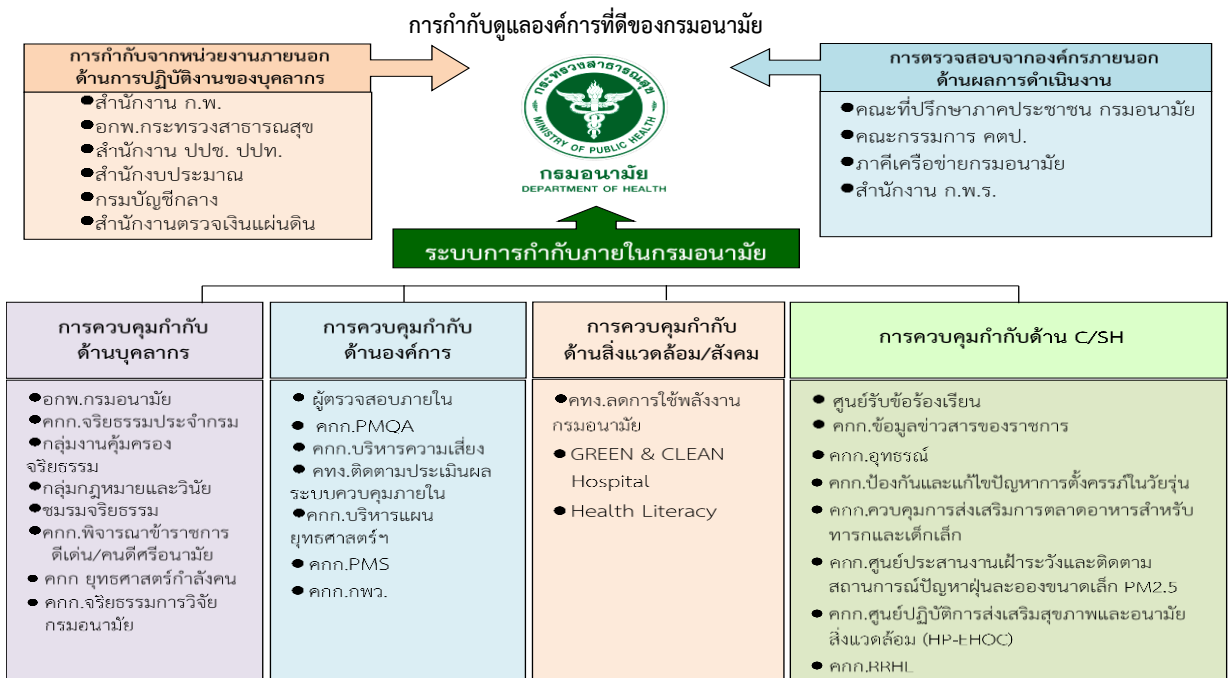 การกำกับดูแลองค์การที่ดีของกรมอนามัย
การกำกับจากหน่วยงานภายนอก
ด้านการปฏิบัติงานของบุคลากร
●สำนักงาน ก.พ.
●อกพ.กระทรวงสาธารณสุข
●สำนักงาน ปปช. ปปท.
●สำนักงบประมาณ
●กรมบัญชีกลาง
●สำนักงานตรวจเงินแผ่นดิน
กระทรวงสาธารณสุข
MINISTRY OF PUBLIC HEALTH
กรมอนามัย
DEPARTMENT OF HEALTH
การตรวจสอบจากองค์กรภายนอก
ด้านผลการดำเนินงาน
●คณะที่ปรึกษาภาคประชาชน กรมอนามัย
●คณะกรรมการ คตป.
●ภาคีเครือข่ายกรมอนามัย
●สำนักงาน ก.พ.ร.
ระบบการกำกับภายในกรมอนามัย
การควบคุมกำกับ
ด้านบุคลากร
●อกพ.กรมอนามัย
●คกก.จริยธรรมประจำกรม
●กลุ่มงานคุ้มครอง
จริยธรรม
●กลุ่มกฎหมายและวินัย
●ชมรมจริยธรรม
●คกก.พิจารณาข้าราชการ
ดีเด่น/คนดีศรีอนามัย
● คกก ยุทธศาสตร์กำลังคน
● คกก.จริยธรรมการวิจัย
กรมอนามัย
การควบคุมกำกับ
ด้านองค์การ
● ผู้ตรวจสอบภายใน
● คกก.PMQA
● คกก.บริหารความเสี่ยง
● คทง.ติดตามประเมินผล
ระบบควบคุมภายใน
● คกก.บริหารแผน
ยุทธศาสตร์ฯ
● คกก.PMS
● คกก.กพว.
การควบคุมกำกับ
ด้านสิ่งแวดล้อม/สังคม
●คทง.ลดการใช้พลังงาน
กรมอนามัย
● GREEN & CLEAN
Hospital
● Health Literacy
การควบคุมกำกับด้าน C/SH
● ศูนย์รับข้อร้องเรียน
● คกก.ข้อมูลข่าวสารของราชการ
● คกก.อุทธรณ์
● คกก.ป้องกันและแก้ไขปัญหาการตั้งครรภ์ในวัยรุ่น
● คกก.ควบคุมการส่งเสริมการตลาดอาหารสำหรับ
ทารกและเด็กเล็ก
● คกก.ศูนย์ประสานงานเฝ้าระวังและติดตาม
สถานการณ์ปัญหาฝุ่นละอองขนาดเล็ก PM2.5
● คกก.ศูนย์ปฏิบัติการส่งเสริมสุขภาพและอนามัย
สิ่งแวดล้อม (HP-EHOC)
● คกก.RRHL